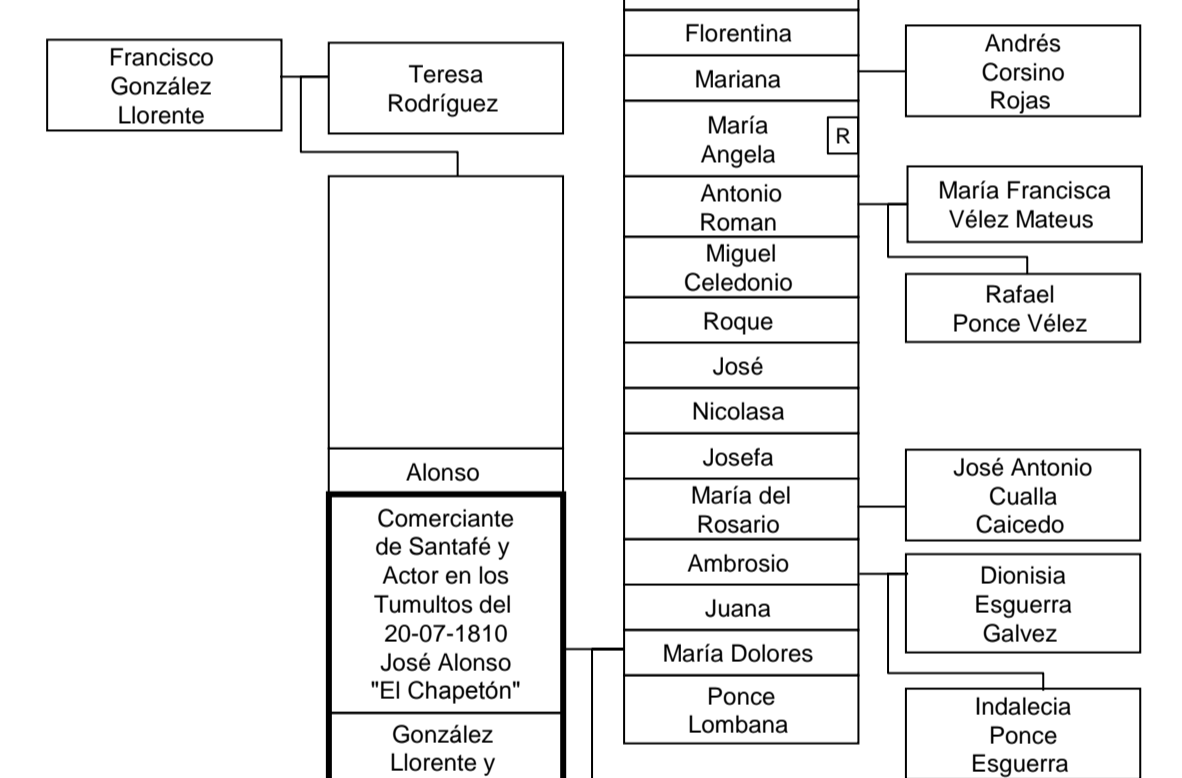 Francisco
González
Llorente
Teresa
Rodríguez
Alonso
Comerciante
de Santafé y
Actor en los
Tumultos del
20-07-1810
José Alonso
"El Chapetón"
González
Llorente y
Florentina
Mariana
María
Angela
R
Antonio
Roman
Miguel
Celedonio
Roque
José
Nicolasa
Josefa
María del
Rosario
Ambrosio
Juana
María Dolores
Ponce
Lombana
Andrés
Corsino
Rojas
María Francisca
Vélez Mateus
Rafael
Ponce Vélez
José Antonio
Cualla
Caicedo
Dionisia
Esguerra
Galvez
Indalecia
Ponce
Esguerra